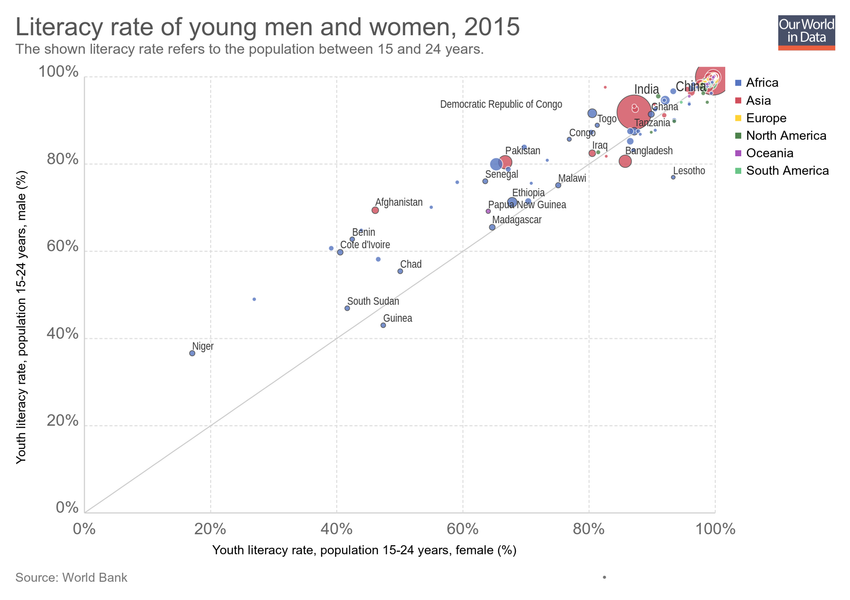 Literacy rate of young men and women, 2015
The shown literacy rate refers to the population between 15 and 24 years.
Our World
in Data
100%
80%
60%
40%
20%
0%
Youth literacy rate, population 15-24 years, male (%)
India
China
Democratic Republic of Congo
Ghana
Togo
Tanzania
Congo
Iraq
Pakistan
Bangladesh
Senegal
Lesotho
Malawi
Ethiopia
Afghanistan
Papua New Guinea
Madagascar
Benin
Cote d'Ivoire
Chad
South Sudan
Guinea
Niger
Africa
Asia
Europe
North America
Oceania
South America
0%
20%
40%
60%
80%
100%
Youth literacy rate, population 15-24 years, female (%)
Source: World Bank